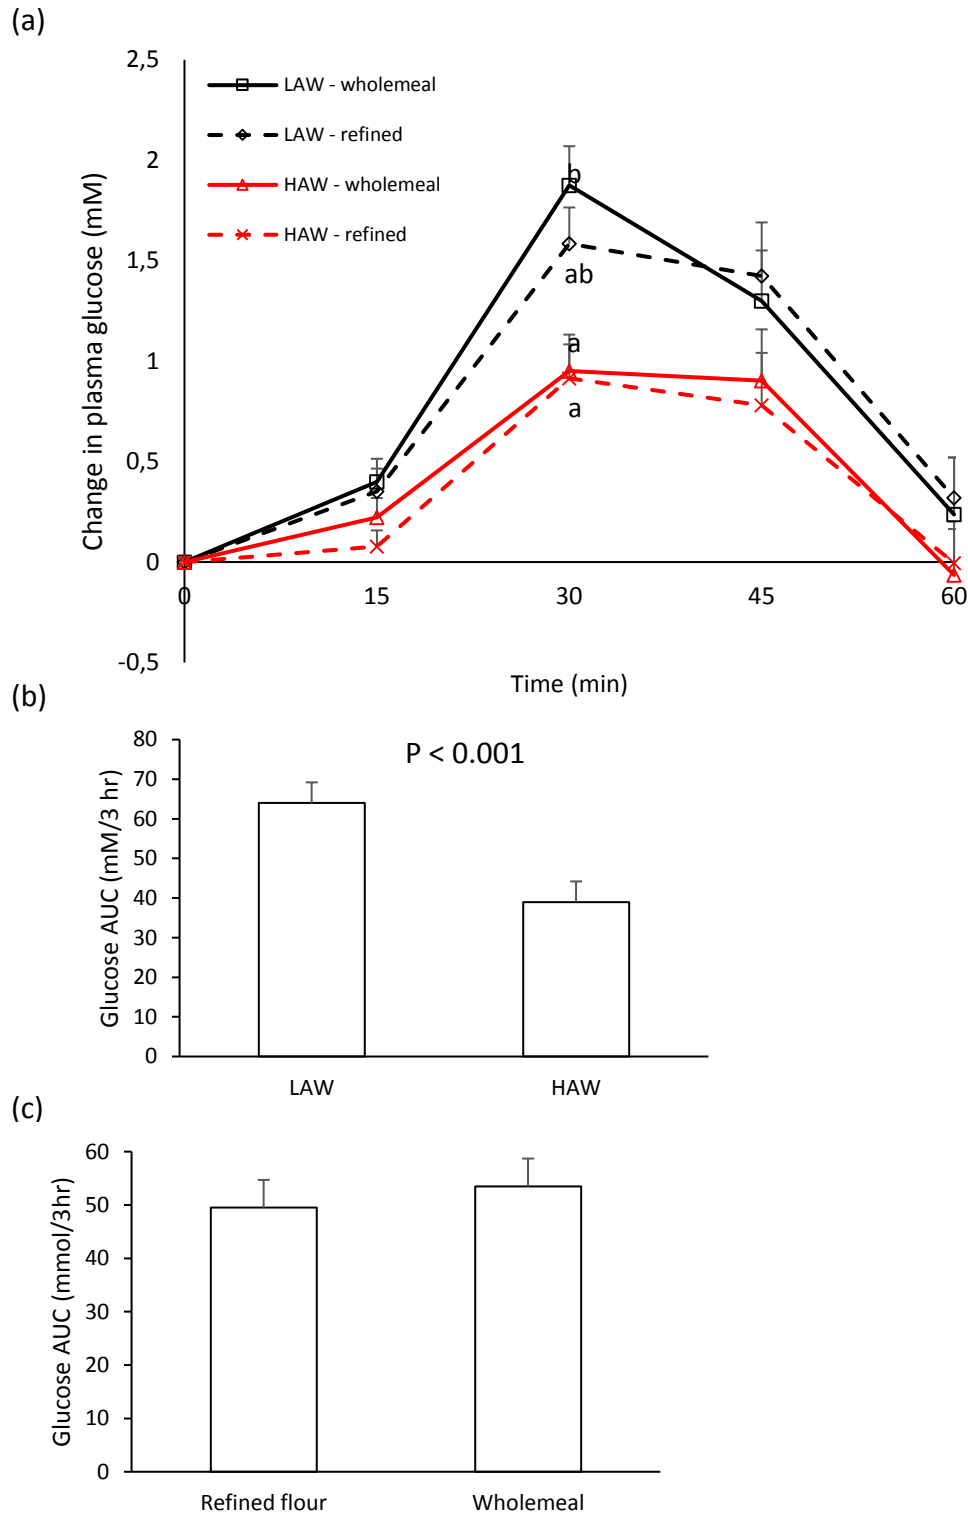 (a)
2,5
2
1,5
1
0,5
0
-0,5
Change in plasma glucose (mM)
LAW - wholemeal
LAW - refined
HAW - wholemeal
HAW - refined
b
ab
a
a
0 15 30 45 60
Time (min)
(b)
P < 0.001
80
70
60
50
40
30
20
10
0
Glucose AUC (mM/3 hr)
LAW HAW
(c)
60
50
40
30
20
10
0
Glucose AUC (mmol/3hr)
Refined flour Wholemeal